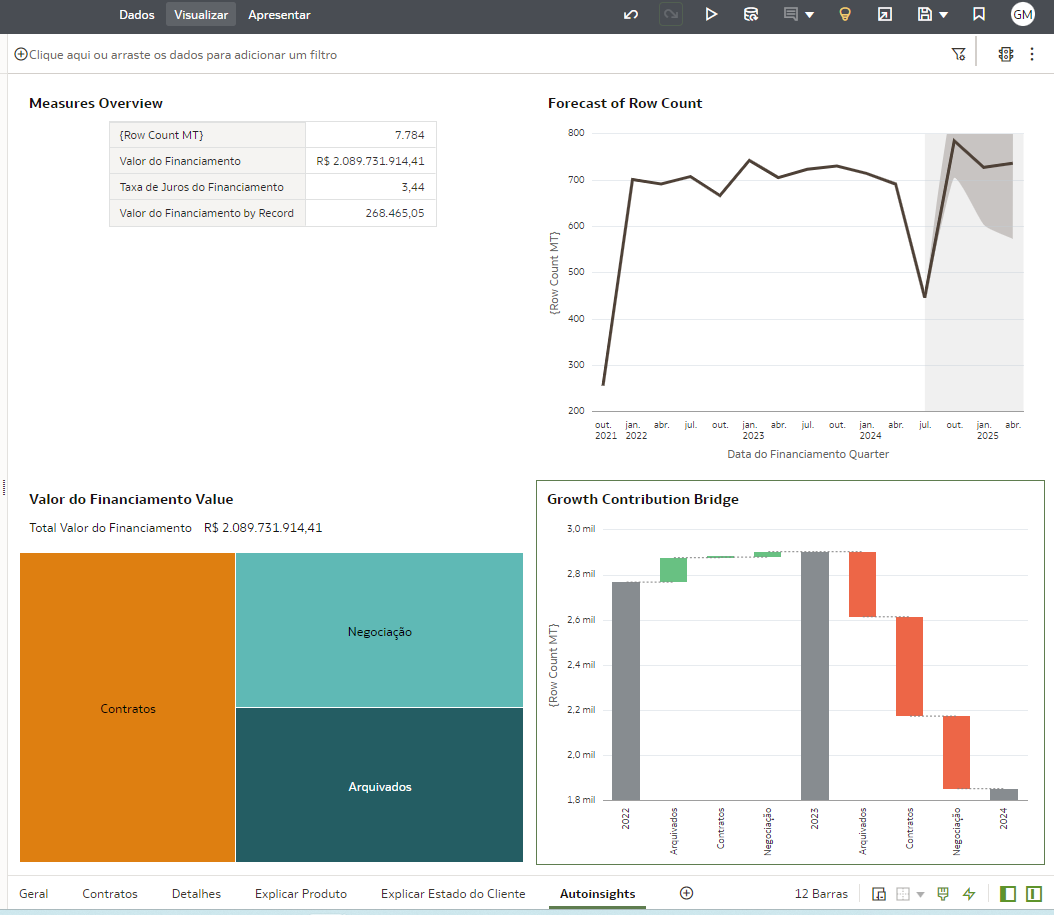 Dados Visualizar Apresentar GM
Clique aqui ou arraste os dados para adicionar um filtro
Measures Overview
{Row Count MT} 7.784
Valor do Financiamento R$ 2.089.731.914,41
Taxa de Juros do Financiamento 3,44
Valor do Financiamento by Record 268.465,05
Forecast of Row Count
800
700
600
500
400
300
200
{Row Count MT}
out. jan. abr. jul. out. jan. abr. jul. out. jan. abr. jul. out. jan. abr.
2021 2022 2023 2024 2025
Data do Financiamento Quarter
Valor do Financiamento Value
Total Valor do Financiamento R$ 2.089.731.914,41
Contratos
Negociação
Arquivados
Growth Contribution Bridge
3,0 mil
2,8 mil
2,6 mil
2,4 mil
2,2 mil
2,0 mil
1,8 mil
{Row Count MT}
2022
Arquivados
Contratos
Negociação
2023
Arquivados
Contratos
Negociação
2024
Geral Contratos Detalhes Explicar Produto Explicar Estado do Cliente Autoinsights 12 Barras